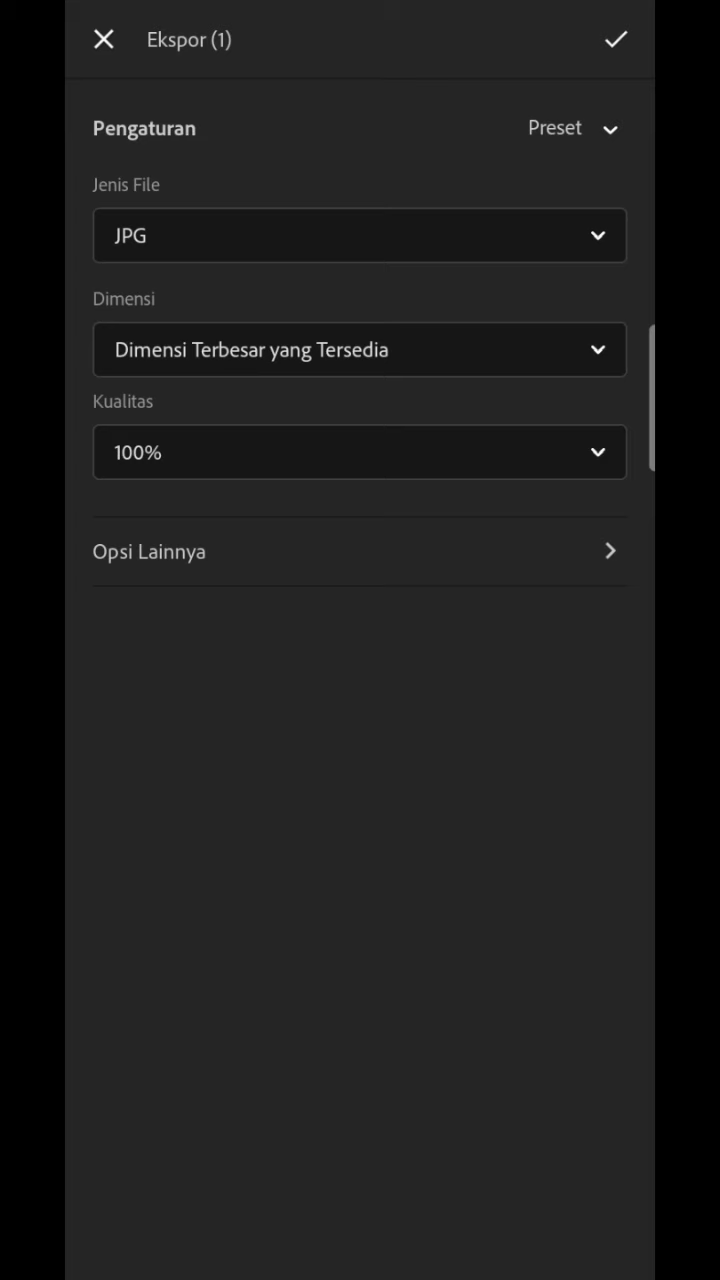 Ekspor (1)
Pengaturan
Preset
Jenis File
JPG
Dimensi
Dimensi Terbesar yang Tersedia
Kualitas
100%
Opsi Lainnya